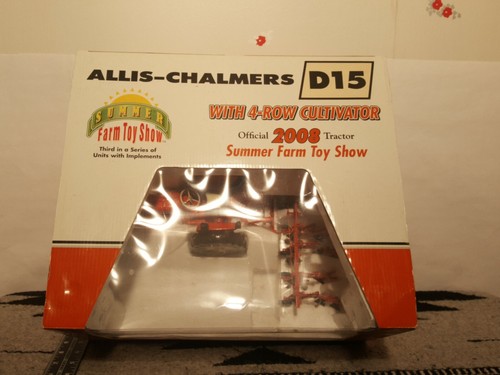 ALLIS-CHALMERS D15
WITH 4-ROW CULTIVATOR
SUMMER
Farm Toy Show
Official 2008 Tractor
Summer Farm Toy Show
Third in a Series of
Units with Implements